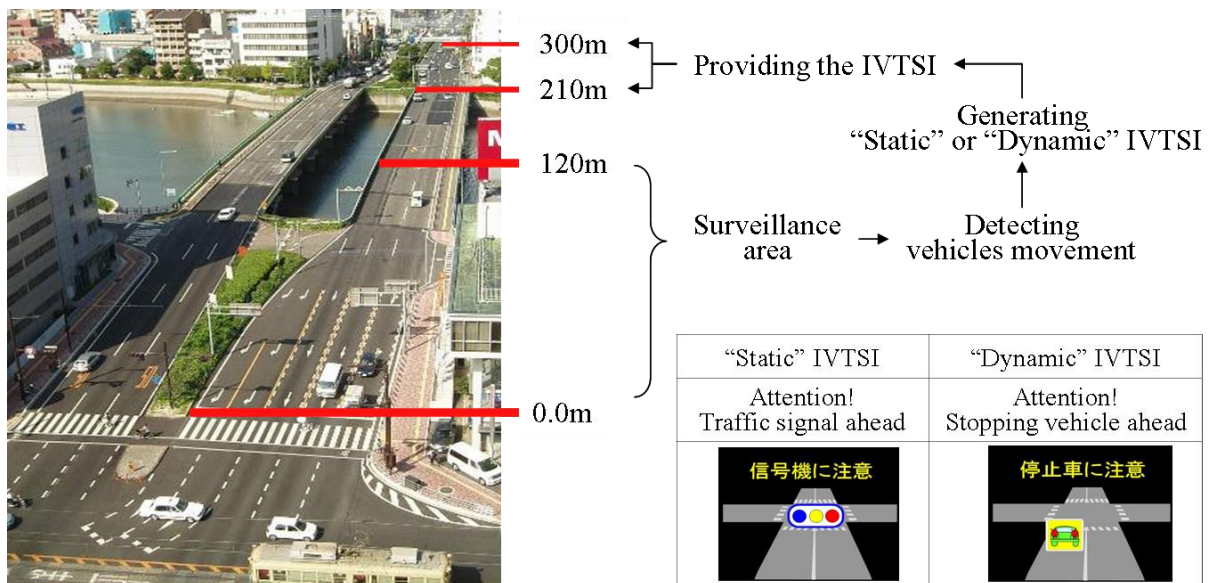 300m
Providing the IVTSI
210m
Generating
“Static” or “Dynamic” IVTSI
120m
Surveillance
area
Detecting
vehicles movement
0.0m
“Static” IVTSI
“Dynamic” IVTSI
Attention!
Traffic signal ahead
Attention!
Stopping vehicle ahead
信号機に注意
停止車に注意